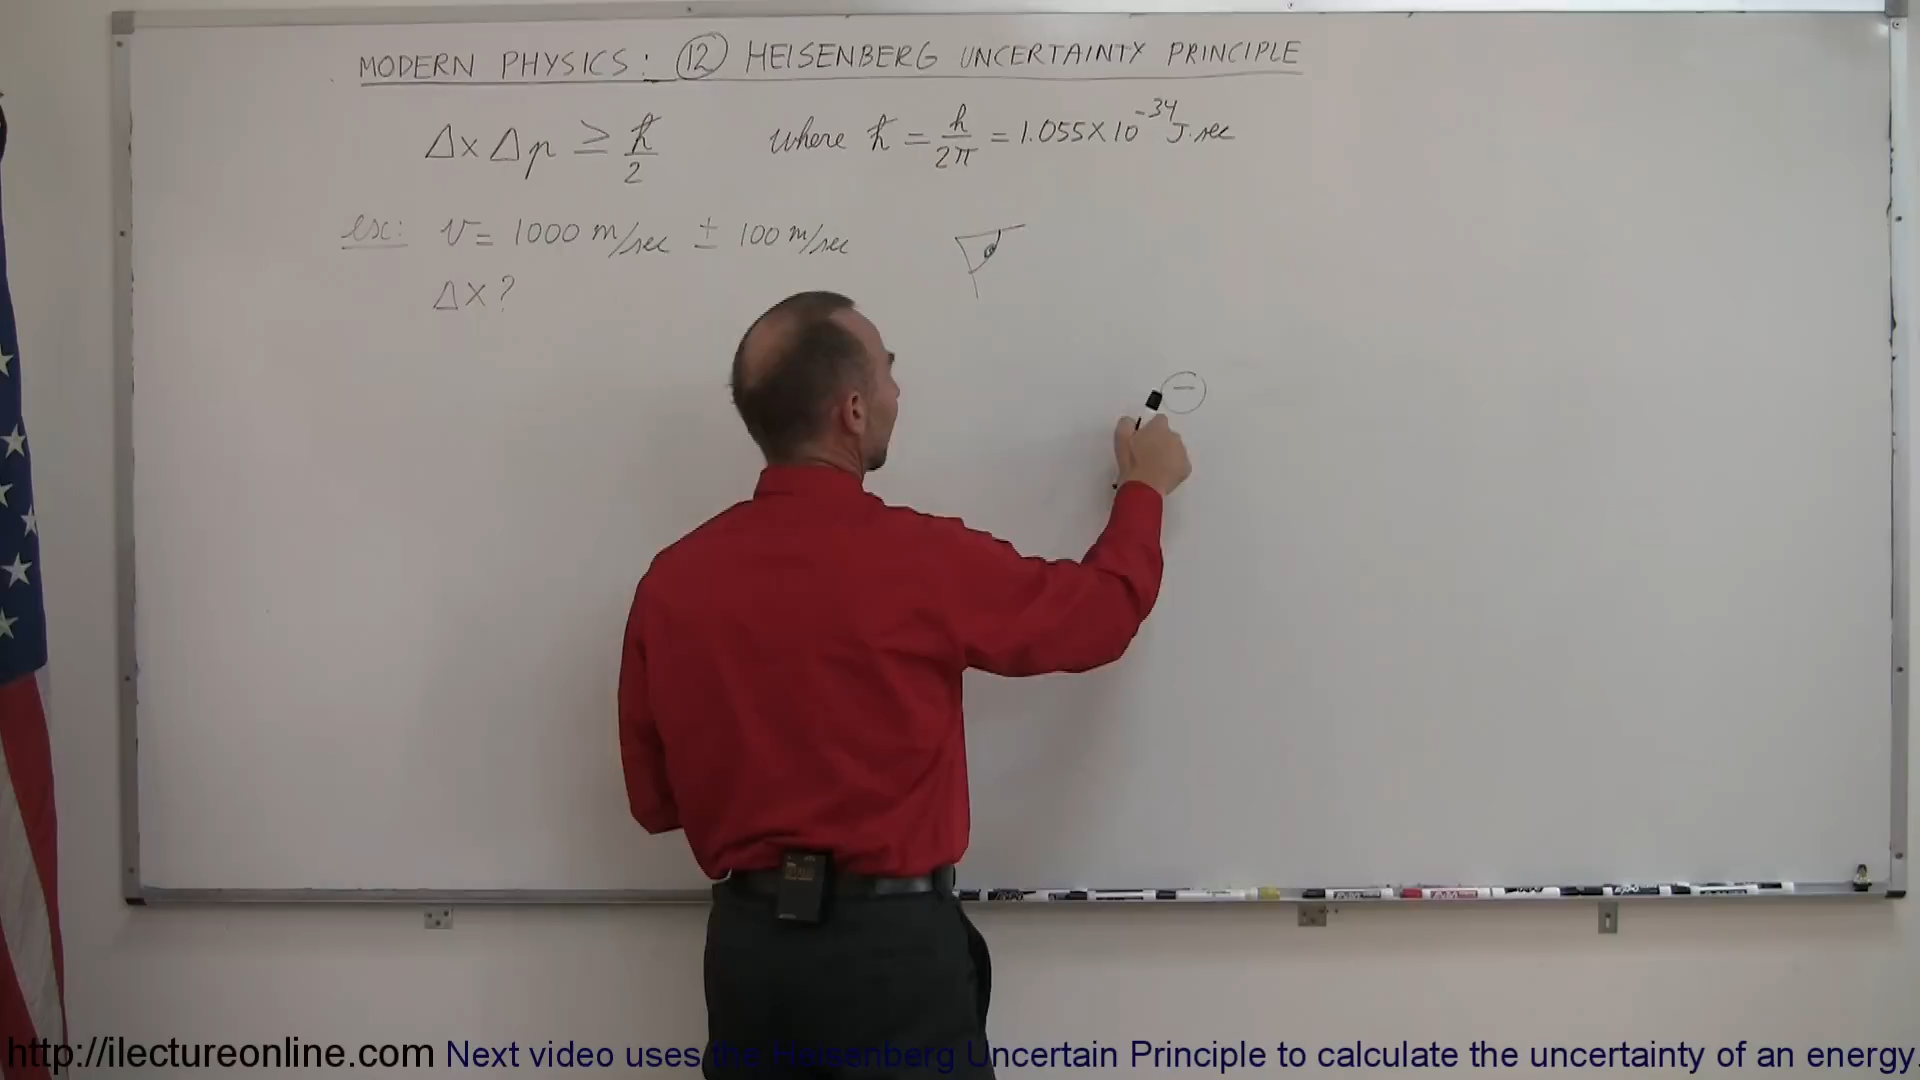 MODERN PHYSICS: 12 HEISENBERG UNCERTAINTY PRINCIPLE
Δx Δp ≥ ħ/2 where ħ = h/2π = 1.055 × 10^-34 J·sec
ex: v = 1000 m/sec ± 100 m/sec
Δx?
http://ilectureonline.com Next video uses the Heisenberg Uncertain Principle to calculate the uncertainty of an energy